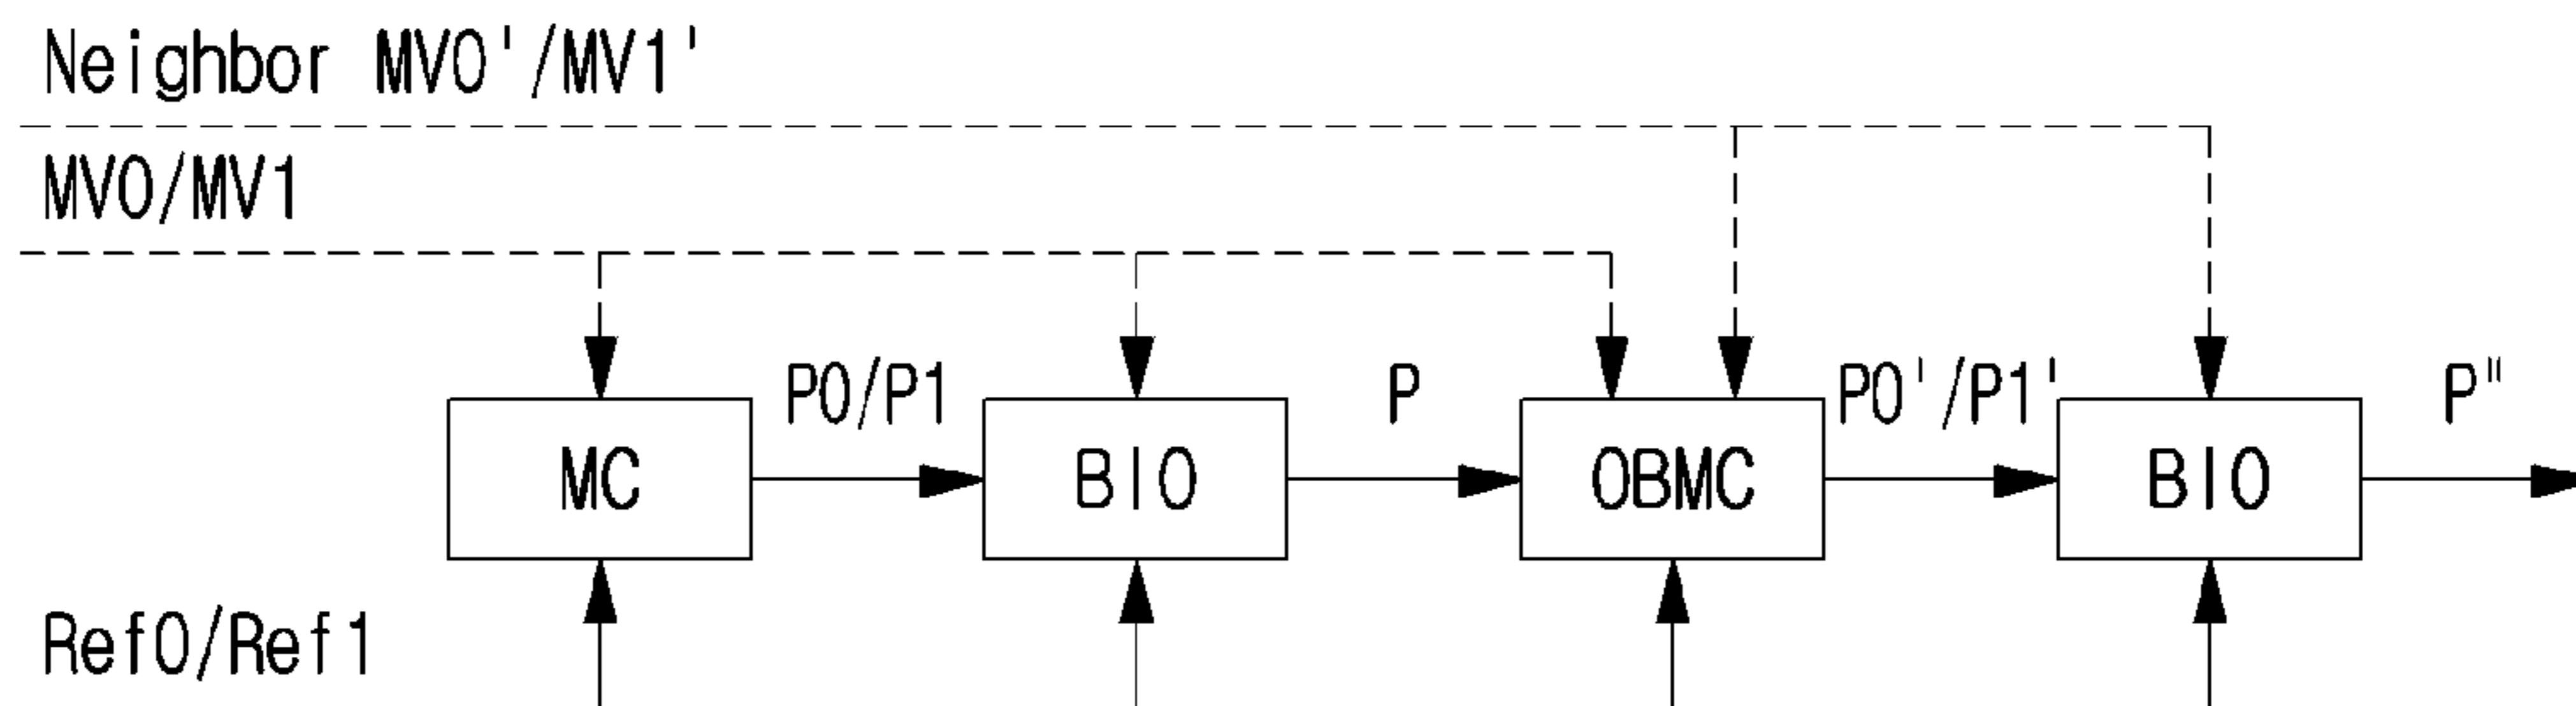 Neighbor MV0'/MV1'
MV0/MV1
P0/P1
P
P0'/P1'
P"
MC
BIO
OBMC
BIO
Ref0/Ref1